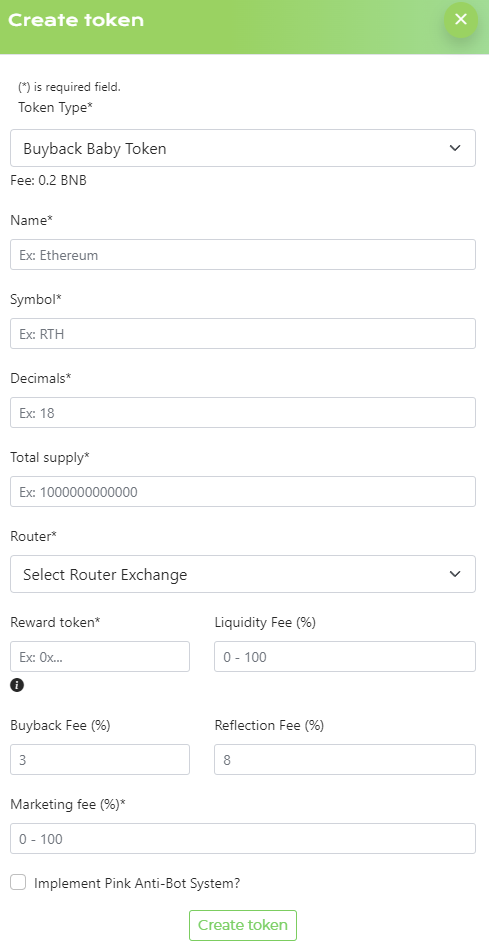 Create token
(*) is required field.
Token Type*
Buyback Baby Token
Fee: 0.2 BNB
Name*
Ex: Ethereum
Symbol*
Ex: RTH
Decimals*
Ex: 18
Total supply*
Ex: 1000000000000
Router*
Select Router Exchange
Reward token*
Ex: 0x...
Liquidity Fee (%)
0 - 100
Buyback Fee (%)
3
Reflection Fee (%)
8
Marketing fee (%)*
0 - 100
Implement Pink Anti-Bot System?
Create token